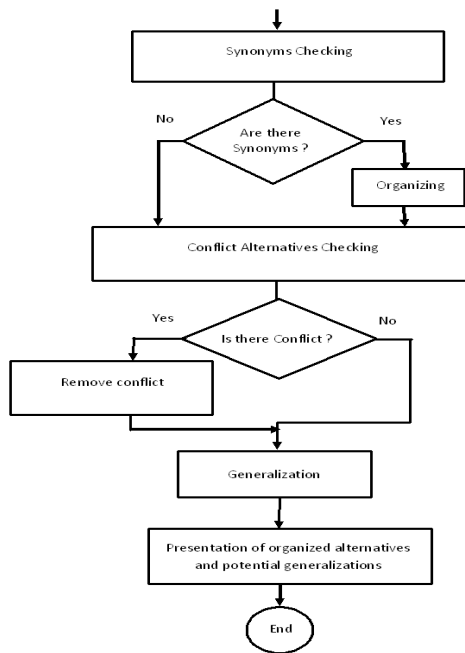 Synonyms Checking
No
Yes
Are there
Synonyms ?
Organizing
Conflict Alternatives Checking
Yes
No
Is there Conflict ?
Remove conflict
Generalization
Presentation of organized alternatives
and potential generalizations
End